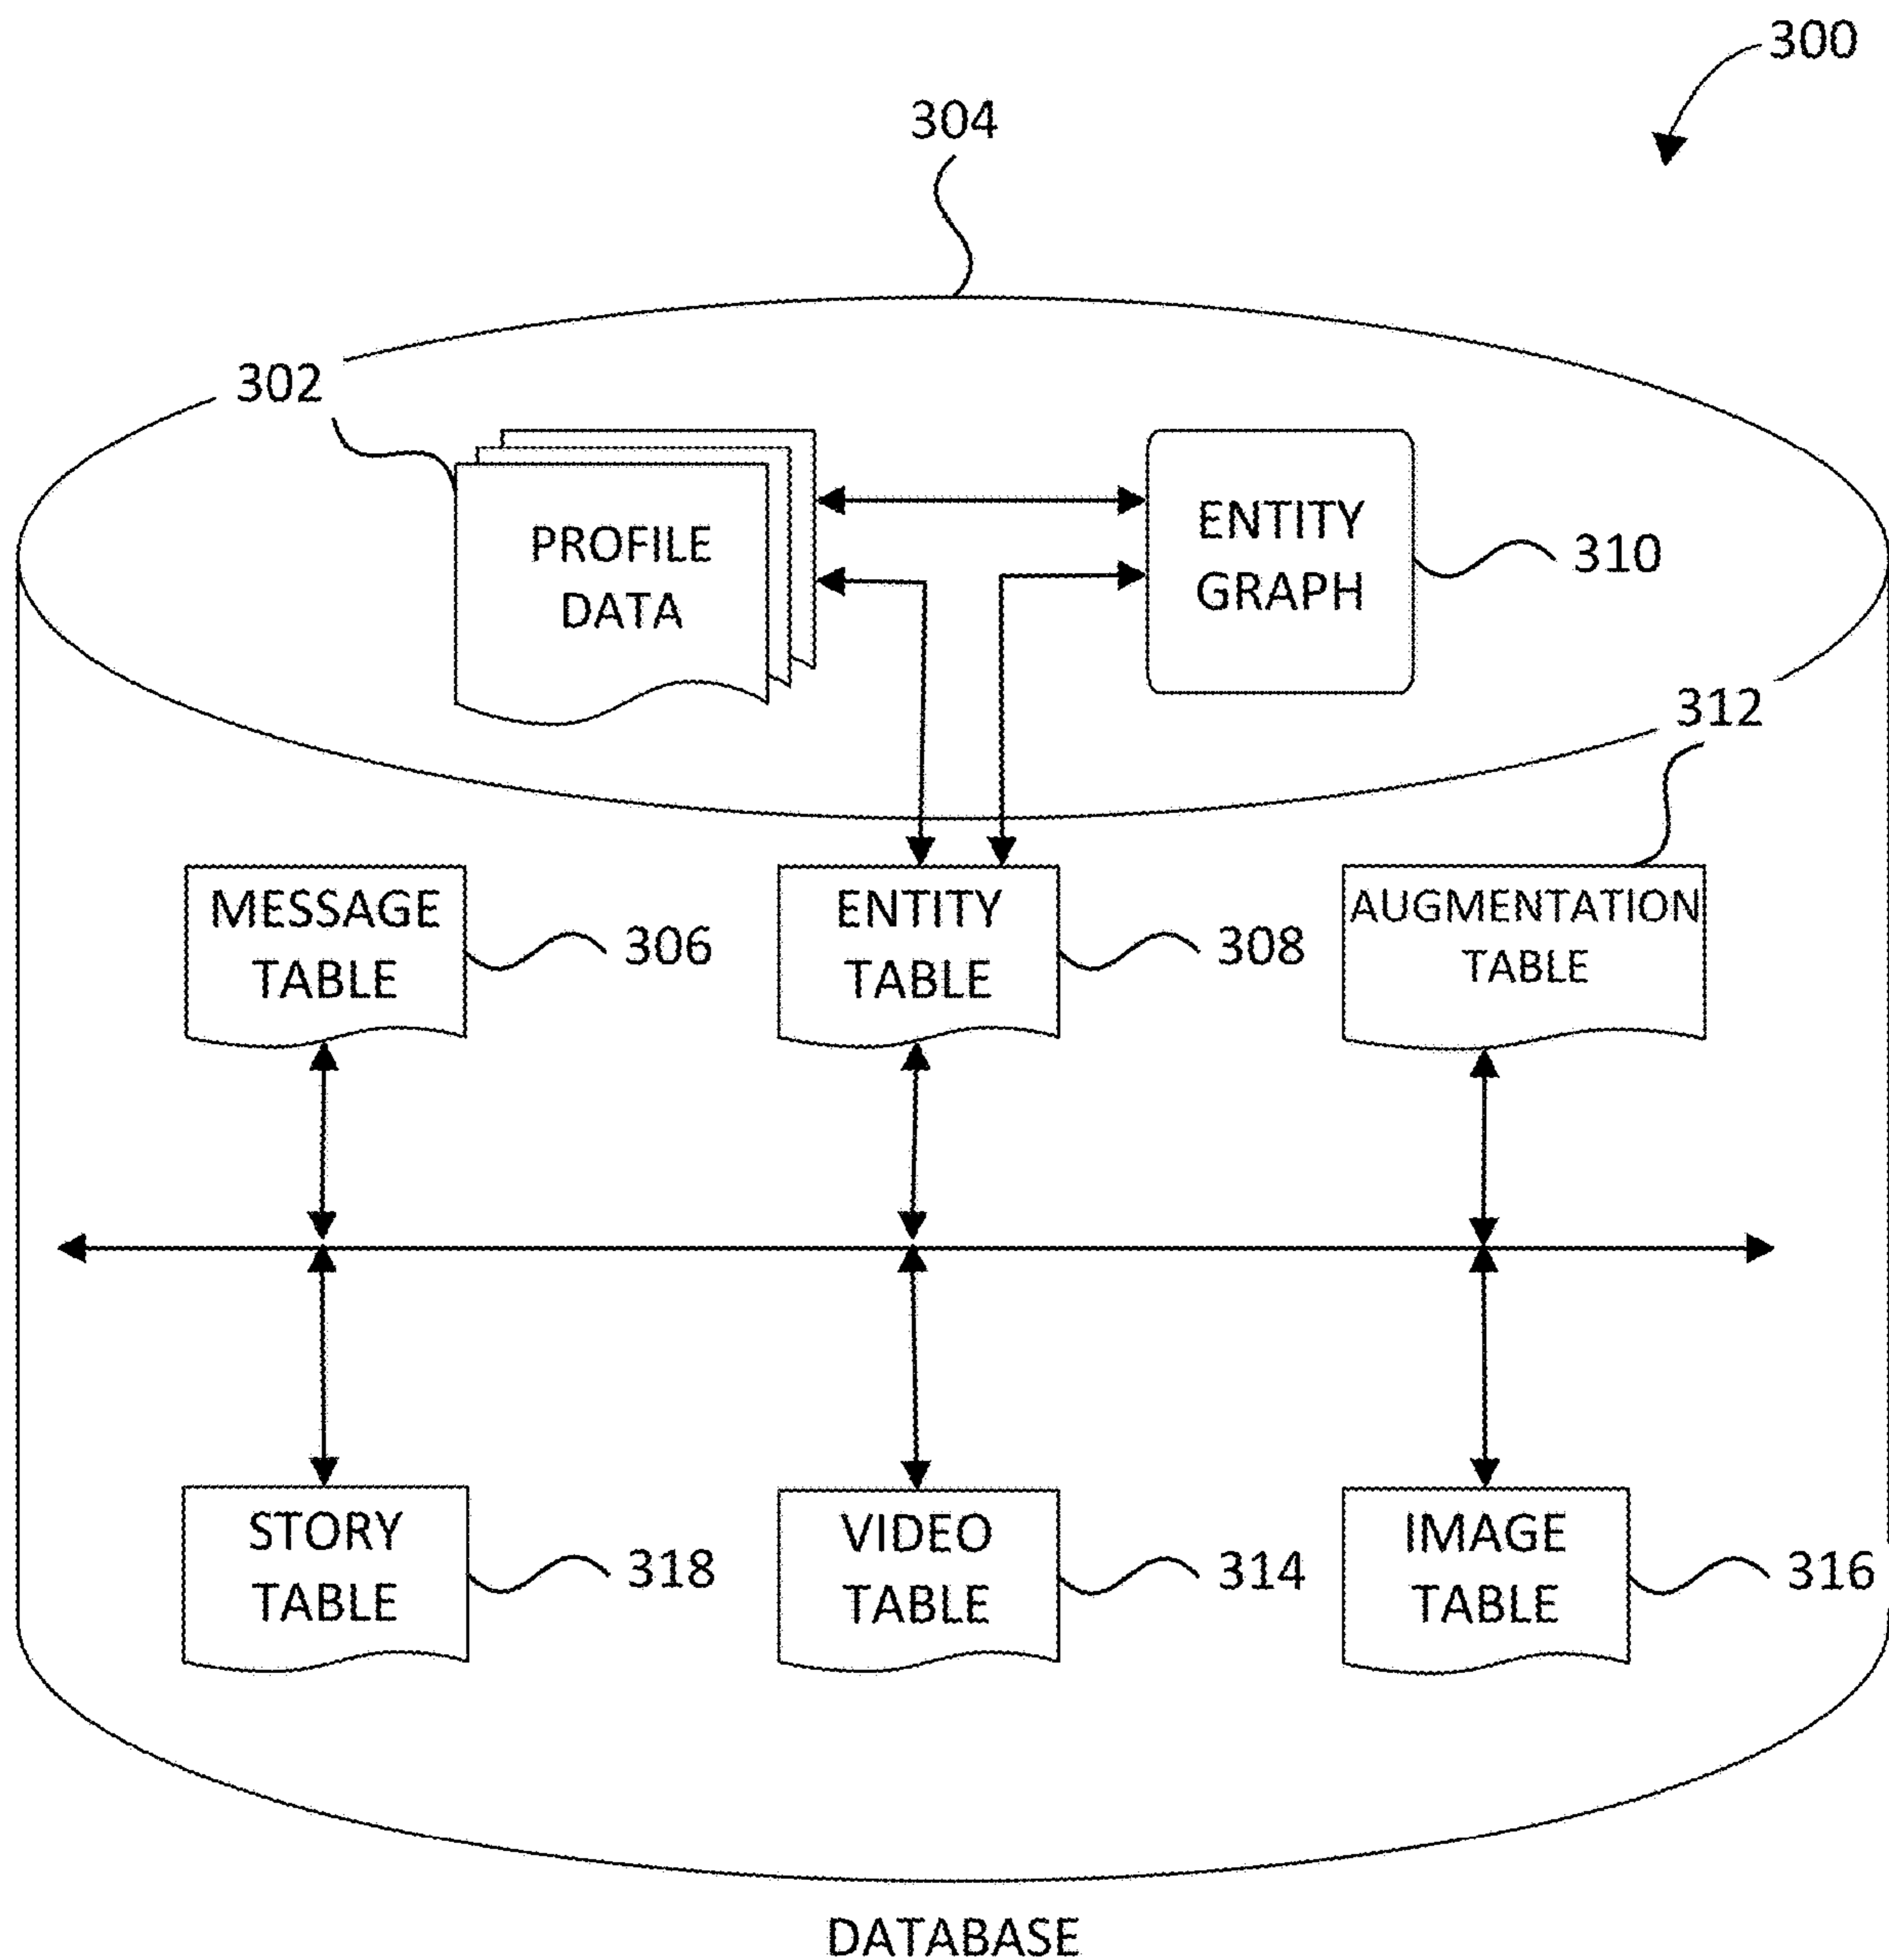 300
304
302
PROFILE
DATA
ENTITY
GRAPH
310
312
MESSAGE
TABLE
306
ENTITY
TABLE
308
AUGMENTATION
TABLE
STORY
TABLE
318
VIDEO
TABLE
314
IMAGE
TABLE
316
DATABASE